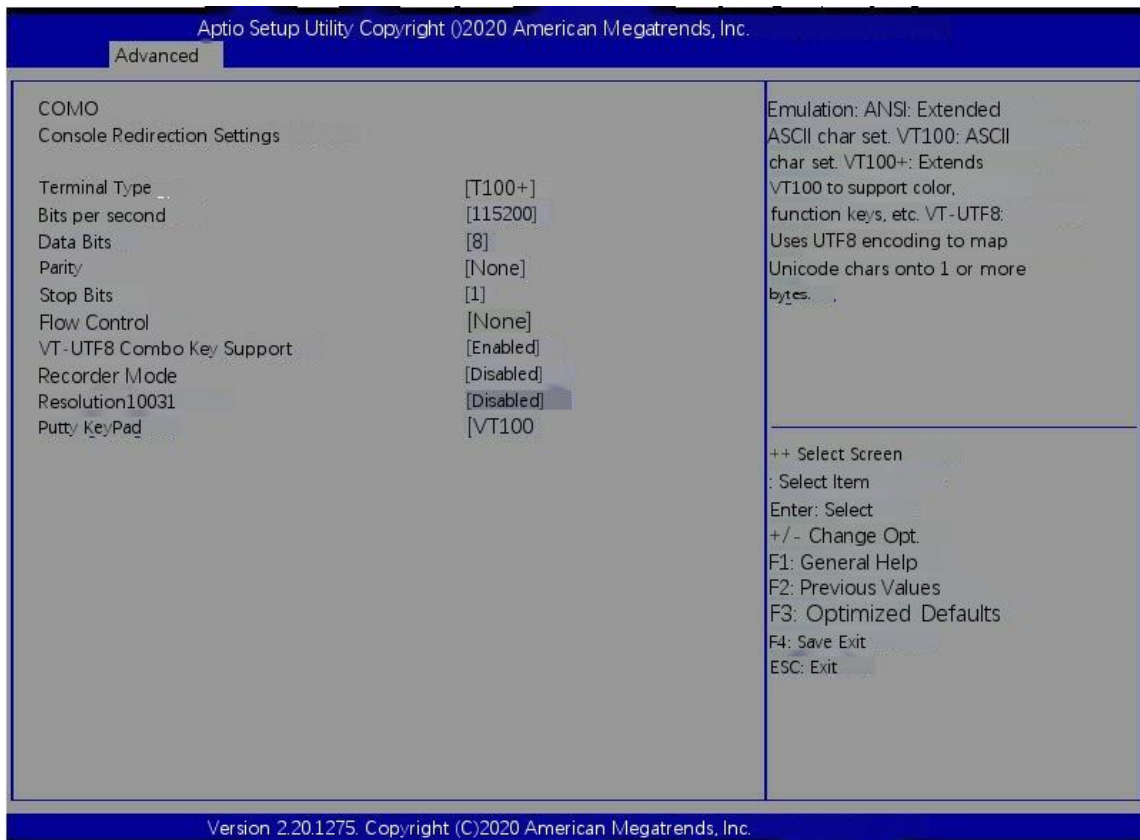 Aptio Setup Utility Copyright ()2020 American Megatrends, Inc.
Advanced
COMO
Console Redirection Settings
Terminal Type [T100+]
Bits per second [115200]
Data Bits [8]
Parity [None]
Stop Bits [1]
Flow Control [None]
VT-UTF8 Combo Key Support [Enabled]
Recorder Mode [Disabled]
Resolution10031 [Disabled]
Putty KeyPad [VT100
Emulation: ANSI: Extended
ASCII char set. VT100: ASCII
char set. VT100+: Extends
VT100 to support color,
function keys, etc. VT-UTF8:
Uses UTF8 encoding to map
Unicode chars onto 1 or more
bytes.
++ Select Screen
: Select Item
Enter: Select
+/- Change Opt.
F1: General Help
F2: Previous Values
F3: Optimized Defaults
F4: Save Exit
ESC: Exit
Version 2.20.1275. Copyright (C)2020 American Megatrends, Inc.